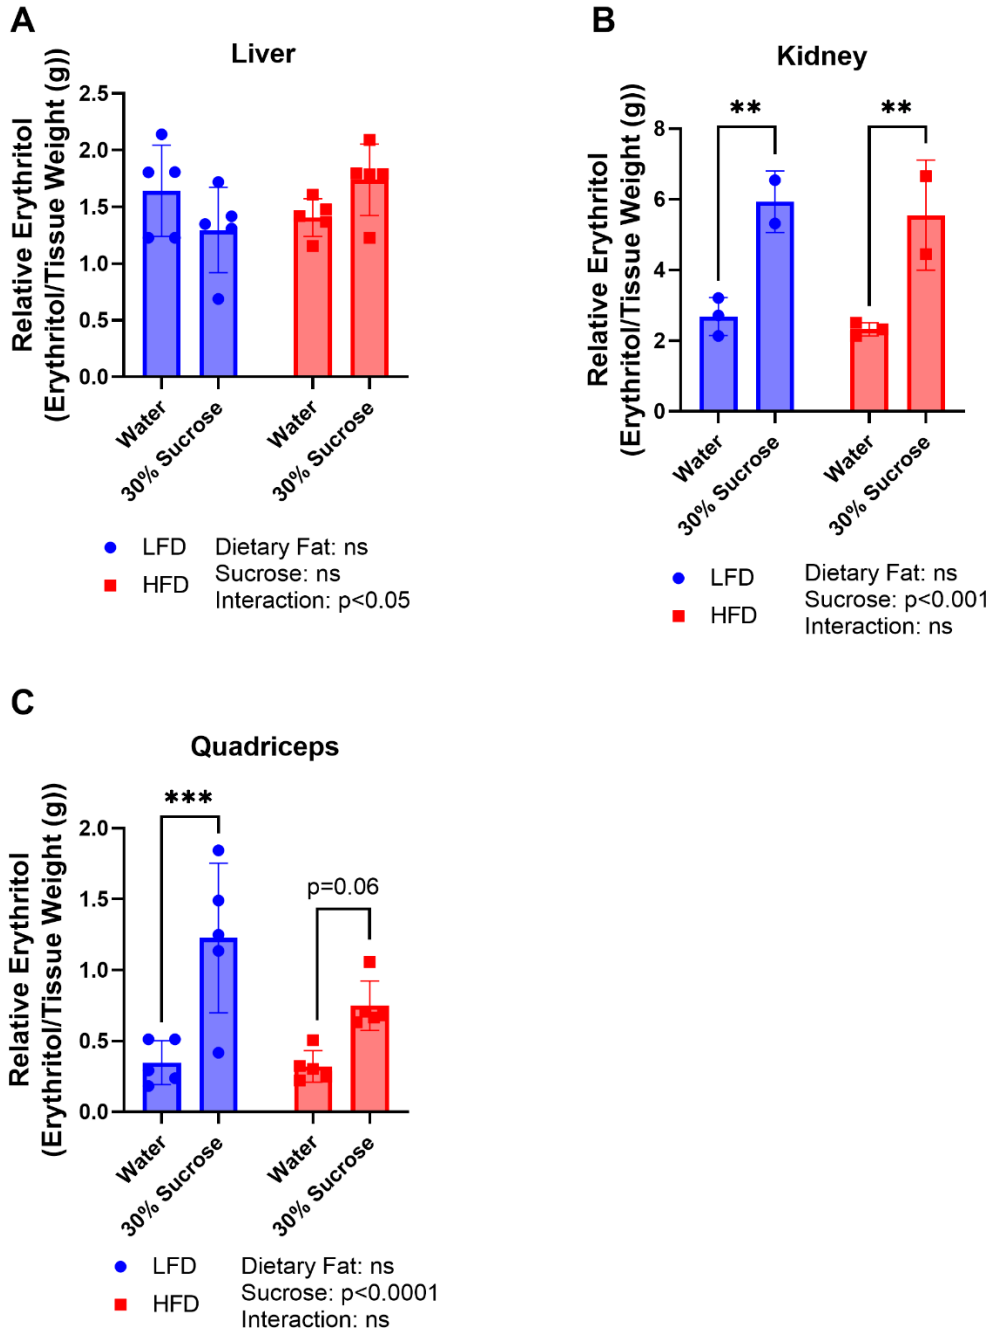 A
Liver
Relative Erythritol
(Erythritol/Tissue Weight (g))
2.5
2.0
1.5
1.0
0.5
0.0
Water
30% Sucrose
Water
30% Sucrose
LFD
HFD
Dietary Fat: ns
Sucrose: ns
Interaction: p<0.05
B
Kidney
Relative Erythritol
(Erythritol/Tissue Weight (g))
**
**
8
6
4
2
0
Water
30% Sucrose
Water
30% Sucrose
LFD
HFD
Dietary Fat: ns
Sucrose: p<0.001
Interaction: ns
C
Quadriceps
Relative Erythritol
(Erythritol/Tissue Weight (g))
***
p=0.06
2.0
1.5
1.0
0.5
0.0
Water
30% Sucrose
Water
30% Sucrose
LFD
HFD
Dietary Fat: ns
Sucrose: p<0.0001
Interaction: ns